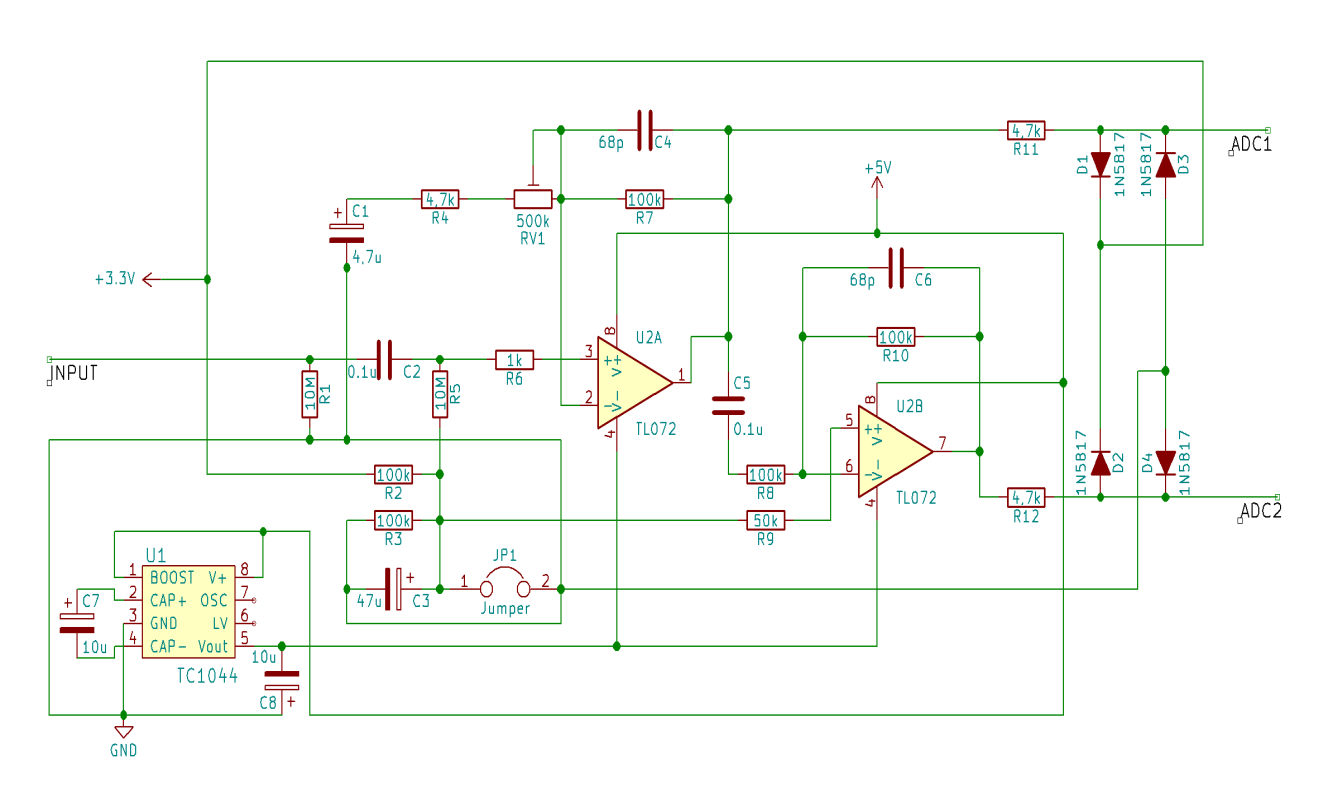 68p
C4
4,7k
R11
ADC1
D1
1N5817
1N5817
D3
+5V
+
C1
4,7u
4,7k
R4
500k
RV1
100k
R7
+3.3V
68p
C6
100k
R10
INPUT
0.1u
C2
10M
R1
10M
R5
1k
R6
3
2
8
4
1
V+
V-
U2A
TL072
C5
0.1u
5
6
8
4
7
V+
V-
U2B
TL072
100k
R2
100k
R8
100k
R3
50k
R9
1N5817
D2
D4
1N5817
4,7k
R12
ADC2
47u
+
C3
JP1
1
2
Jumper
U1
1 BOOST V+ 8
2 CAP+ OSC 7
3 GND LV 6
4 CAP- Vout 5
TC1044
+
C7
10u
10u
C8
+
GND